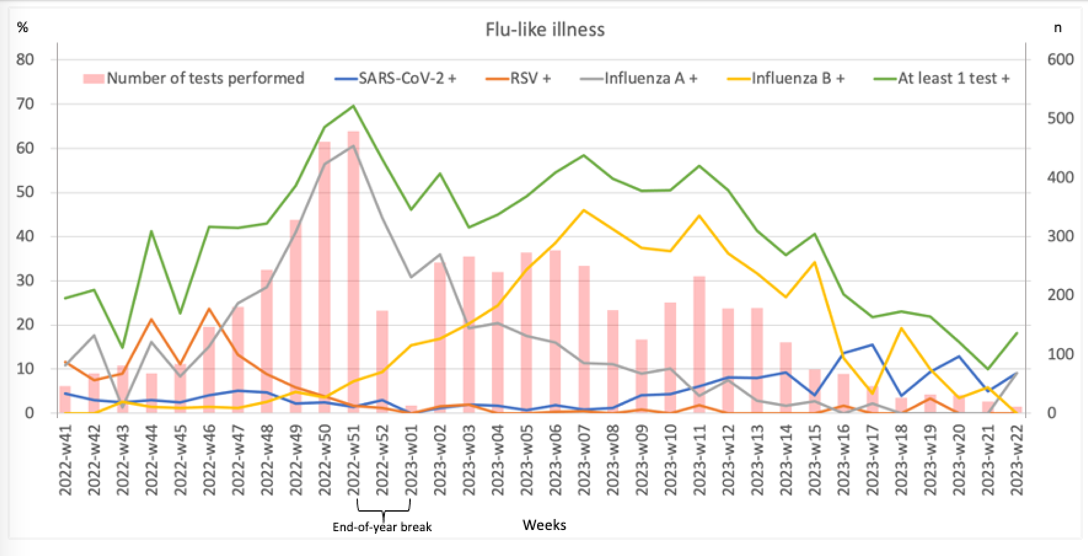 Flu-like illness
% n
Number of tests performed SARS-CoV-2 + RSV + Influenza A + Influenza B + At least 1 test +
80 600
70 500
60 400
50 300
40 200
30 100
20 0
10
0
2022-w41 2022-w42 2022-w43 2022-w44 2022-w45 2022-w46 2022-w47 2022-w48 2022-w49 2022-w50 2022-w51 2022-w52 2023-w01 2023-w02 2023-w03 2023-w04 2023-w05 2023-w06 2023-w07 2023-w08 2023-w09 2023-w10 2023-w11 2023-w12 2023-w13 2023-w14 2023-w15 2023-w16 2023-w17 2023-w18 2023-w19 2023-w20 2023-w21 2023-w22
End-of-year break
Weeks